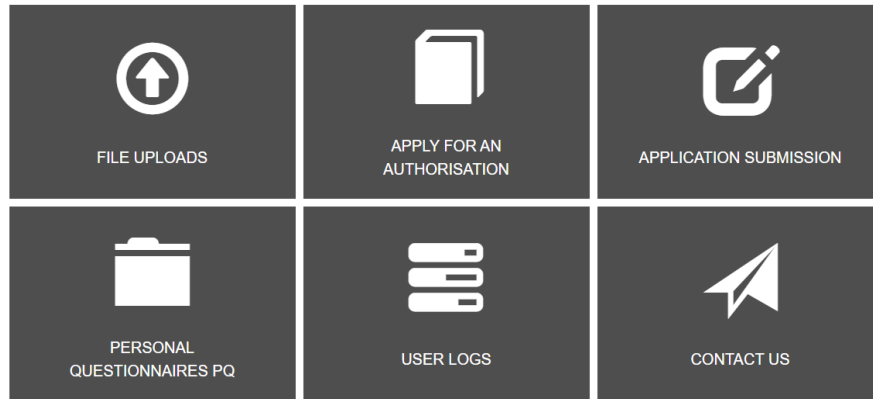 FILE UPLOADS
APPLY FOR AN
AUTHORISATION
APPLICATION SUBMISSION
PERSONAL
QUESTIONNAIRES PQ
USER LOGS
CONTACT US